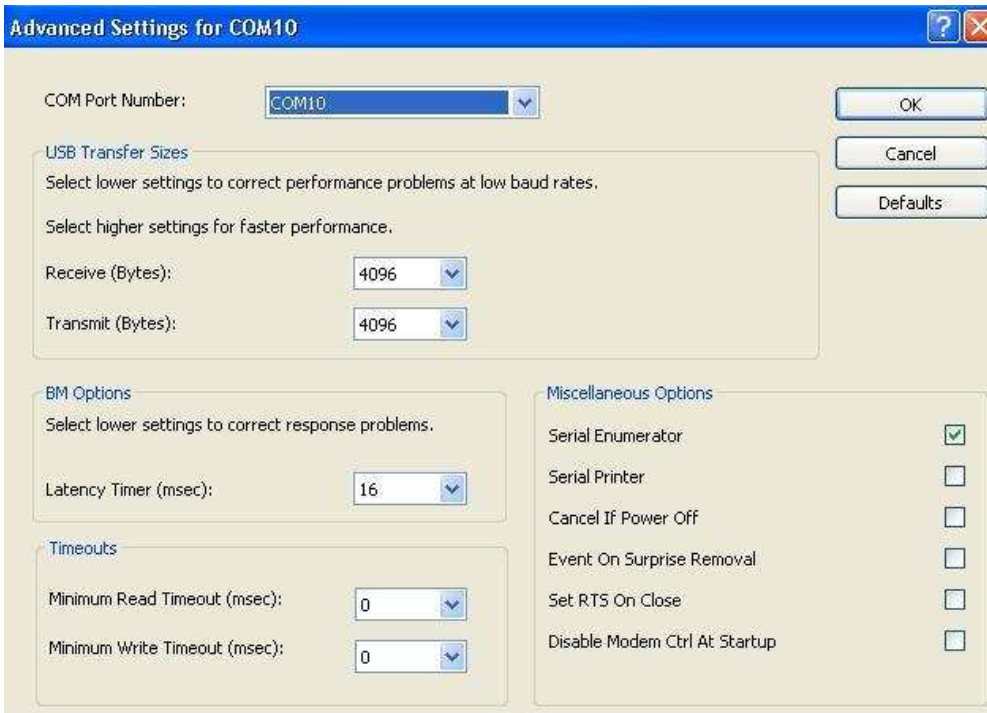 Advanced Settings for COM10
COM Port Number: COM10
OK
Cancel
Defaults
USB Transfer Sizes
Select lower settings to correct performance problems at low baud rates.
Select higher settings for faster performance.
Receive (Bytes): 4096
Transmit (Bytes): 4096
BM Options
Select lower settings to correct response problems.
Latency Timer (msec): 16
Timeouts
Minimum Read Timeout (msec): 0
Minimum Write Timeout (msec): 0
Miscellaneous Options
Serial Enumerator
Serial Printer
Cancel If Power Off
Event On Surprise Removal
Set RTS On Close
Disable Modem Ctrl At Startup